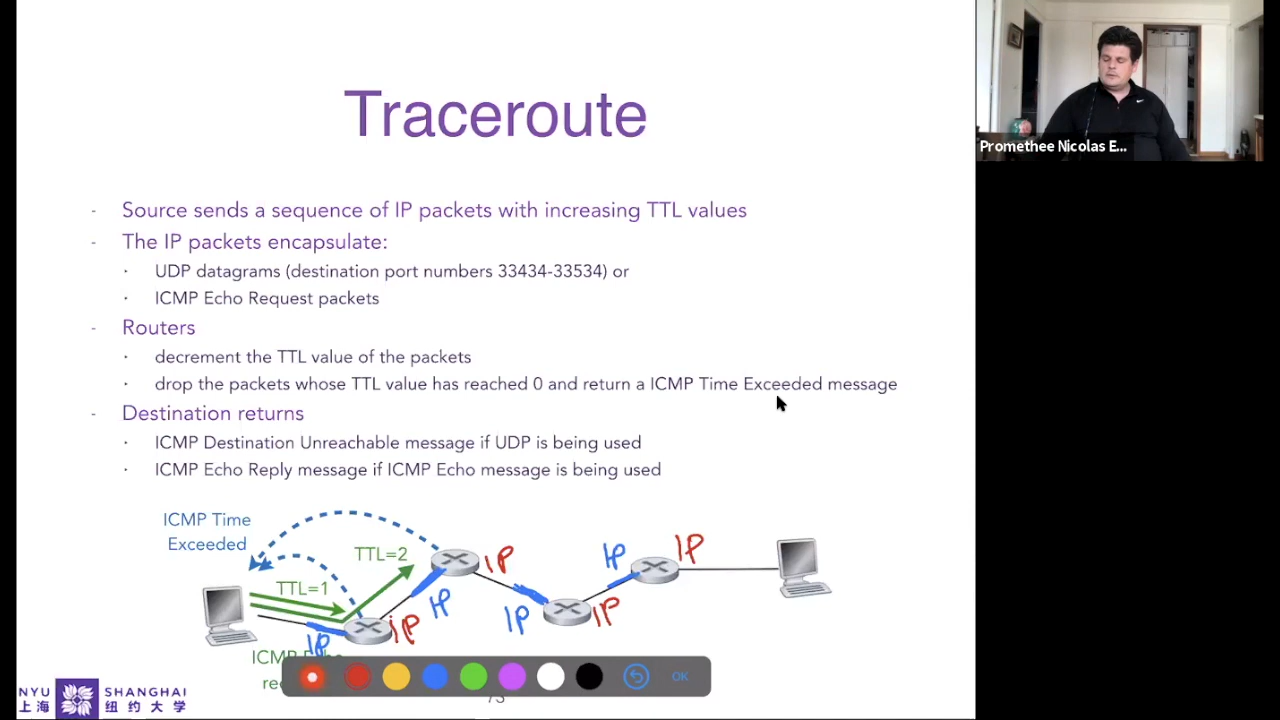 Traceroute
Promethee Nicolas E...
- Source sends a sequence of IP packets with increasing TTL values
- The IP packets encapsulate:
· UDP datagrams (destination port numbers 33434-33534) or
· ICMP Echo Request packets
- Routers
· decrement the TTL value of the packets
· drop the packets whose TTL value has reached 0 and return a ICMP Time Exceeded message
- Destination returns
· ICMP Destination Unreachable message if UDP is being used
· ICMP Echo Reply message if ICMP Echo message is being used
ICMP Time
Exceeded
TTL=2
TTL=1
IP
IP
IP
IP
IP
IP
IP
IP
ICMP
OK
NYU SHANGHAI
上海 纽约大学